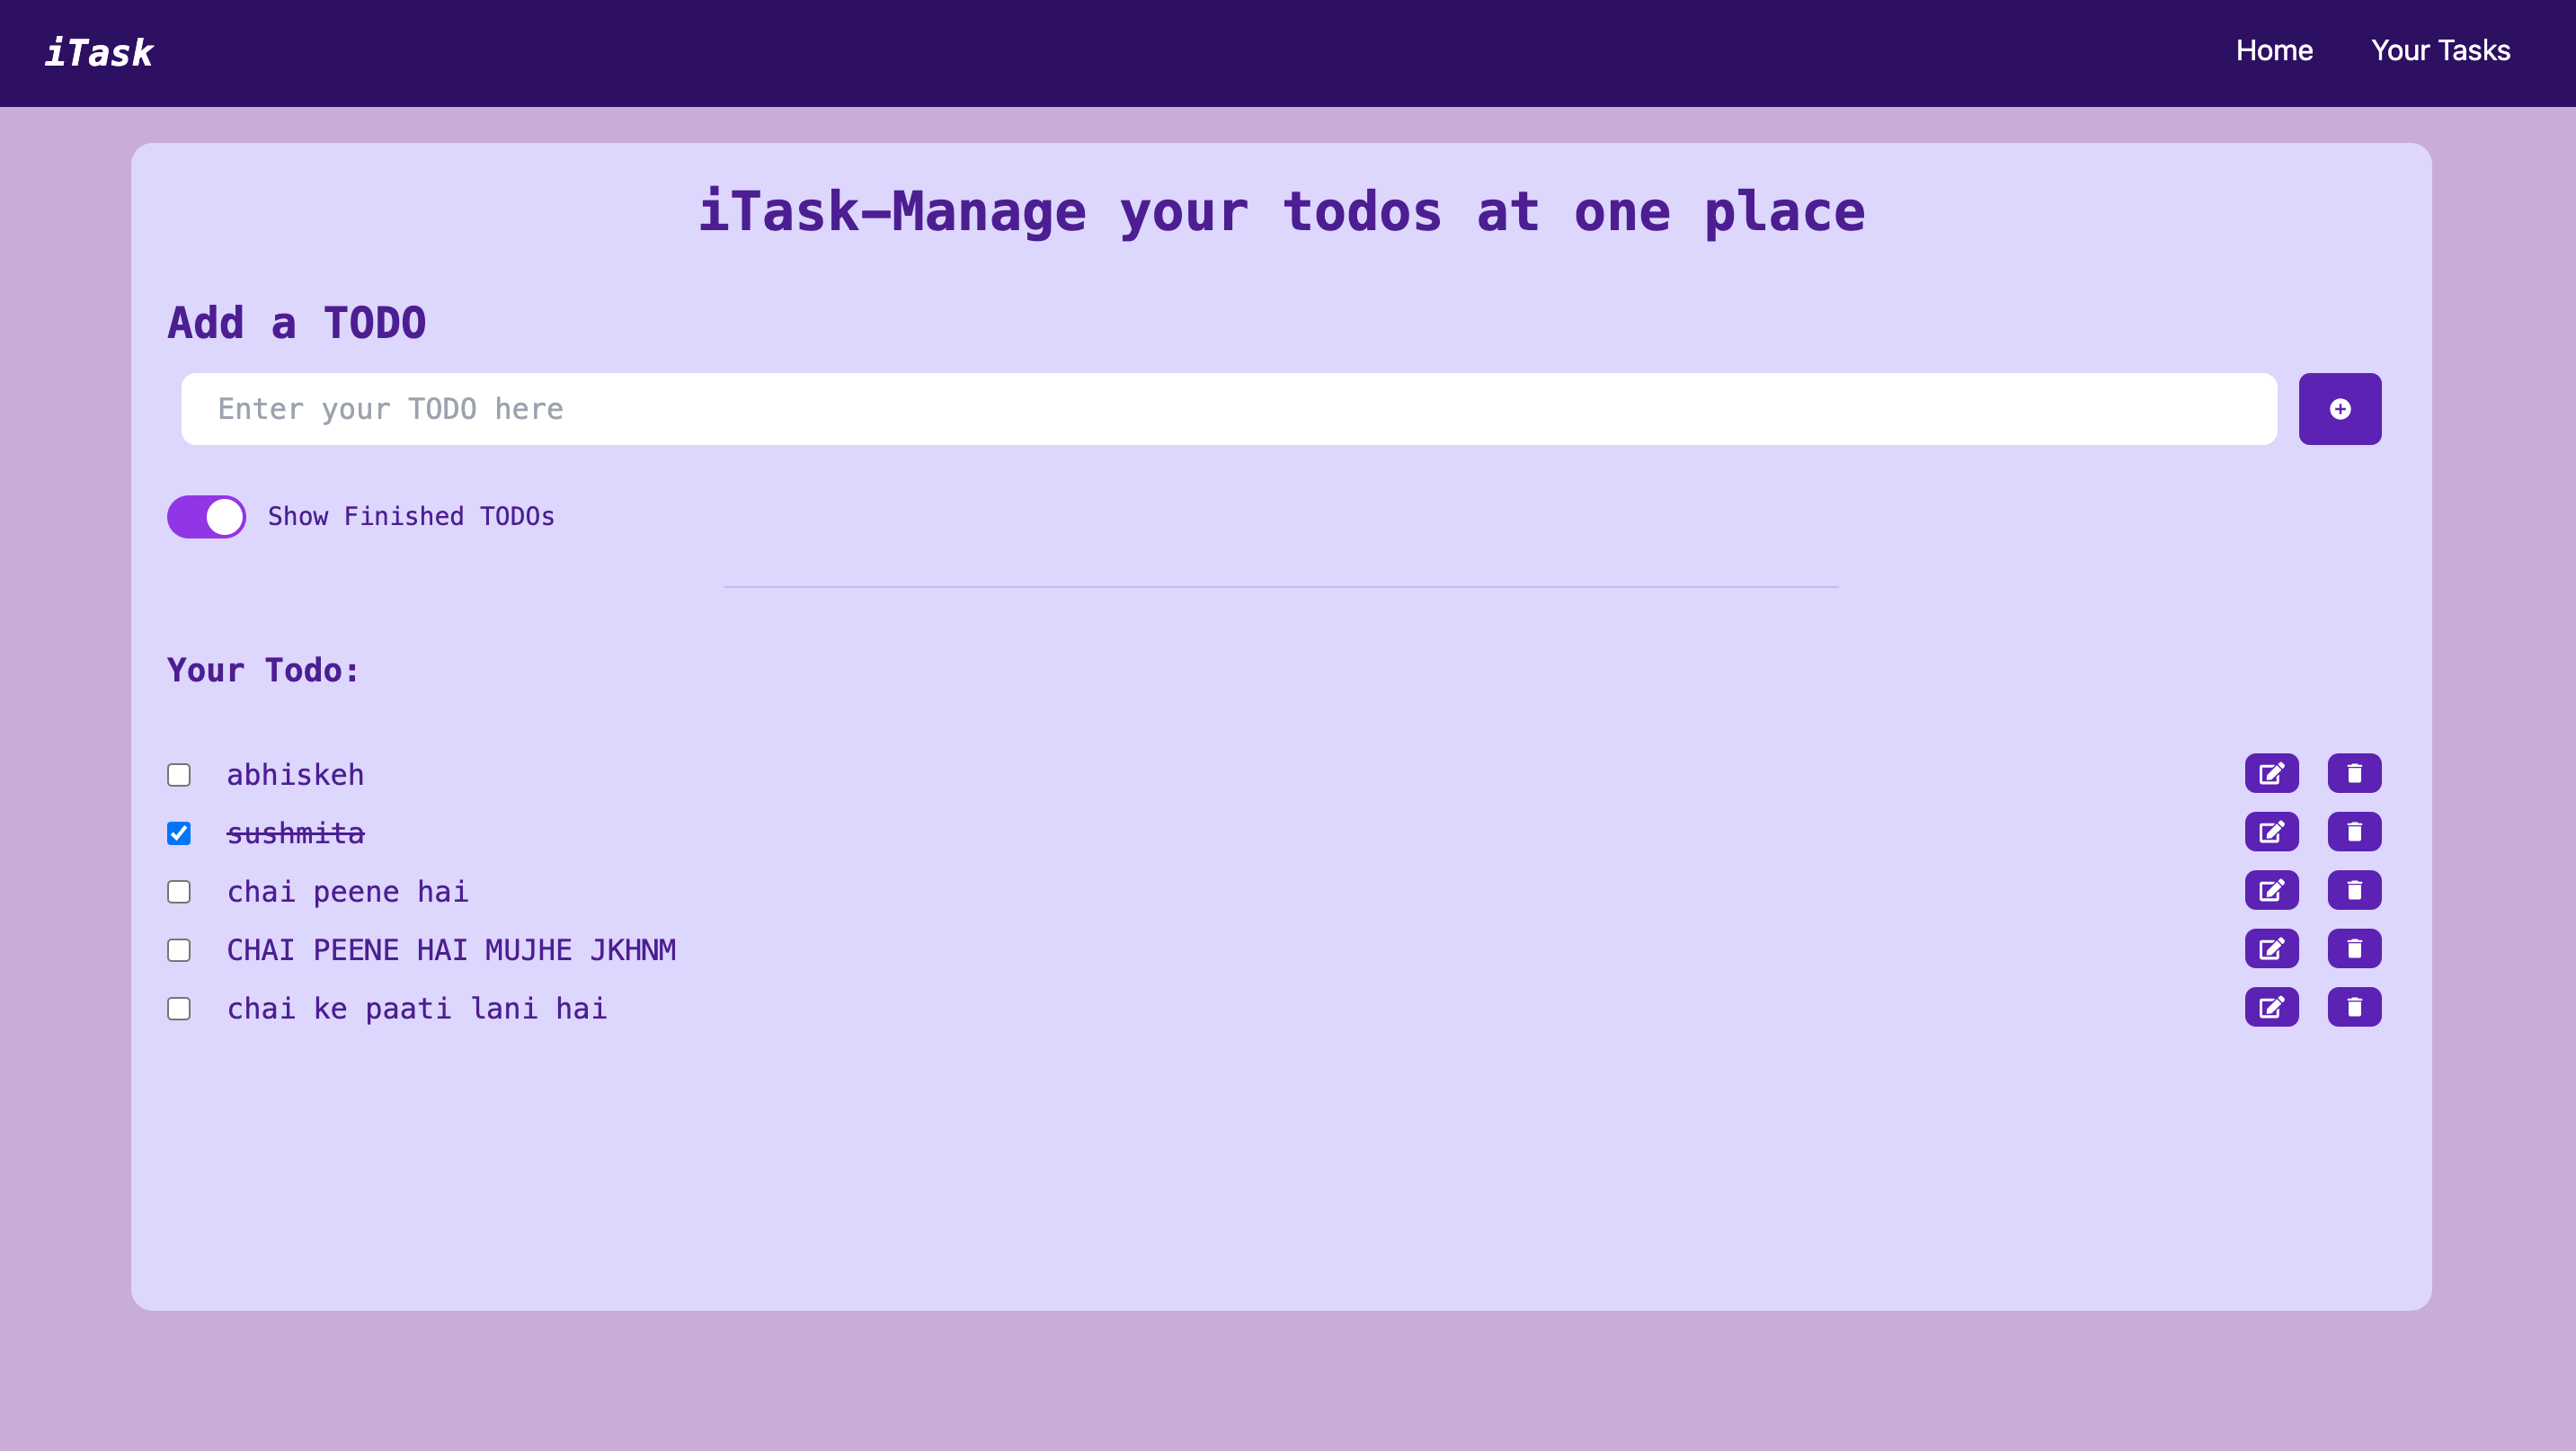 iTask
Home
Your Tasks
iTask–Manage your todos at one place
Add a TODO
Enter your TODO here
Show Finished TODOs
Your Todo:
abhiskeh
sushmita
chai peene hai
CHAI PEENE HAI MUJHE JKHNM
chai ke paati lani hai